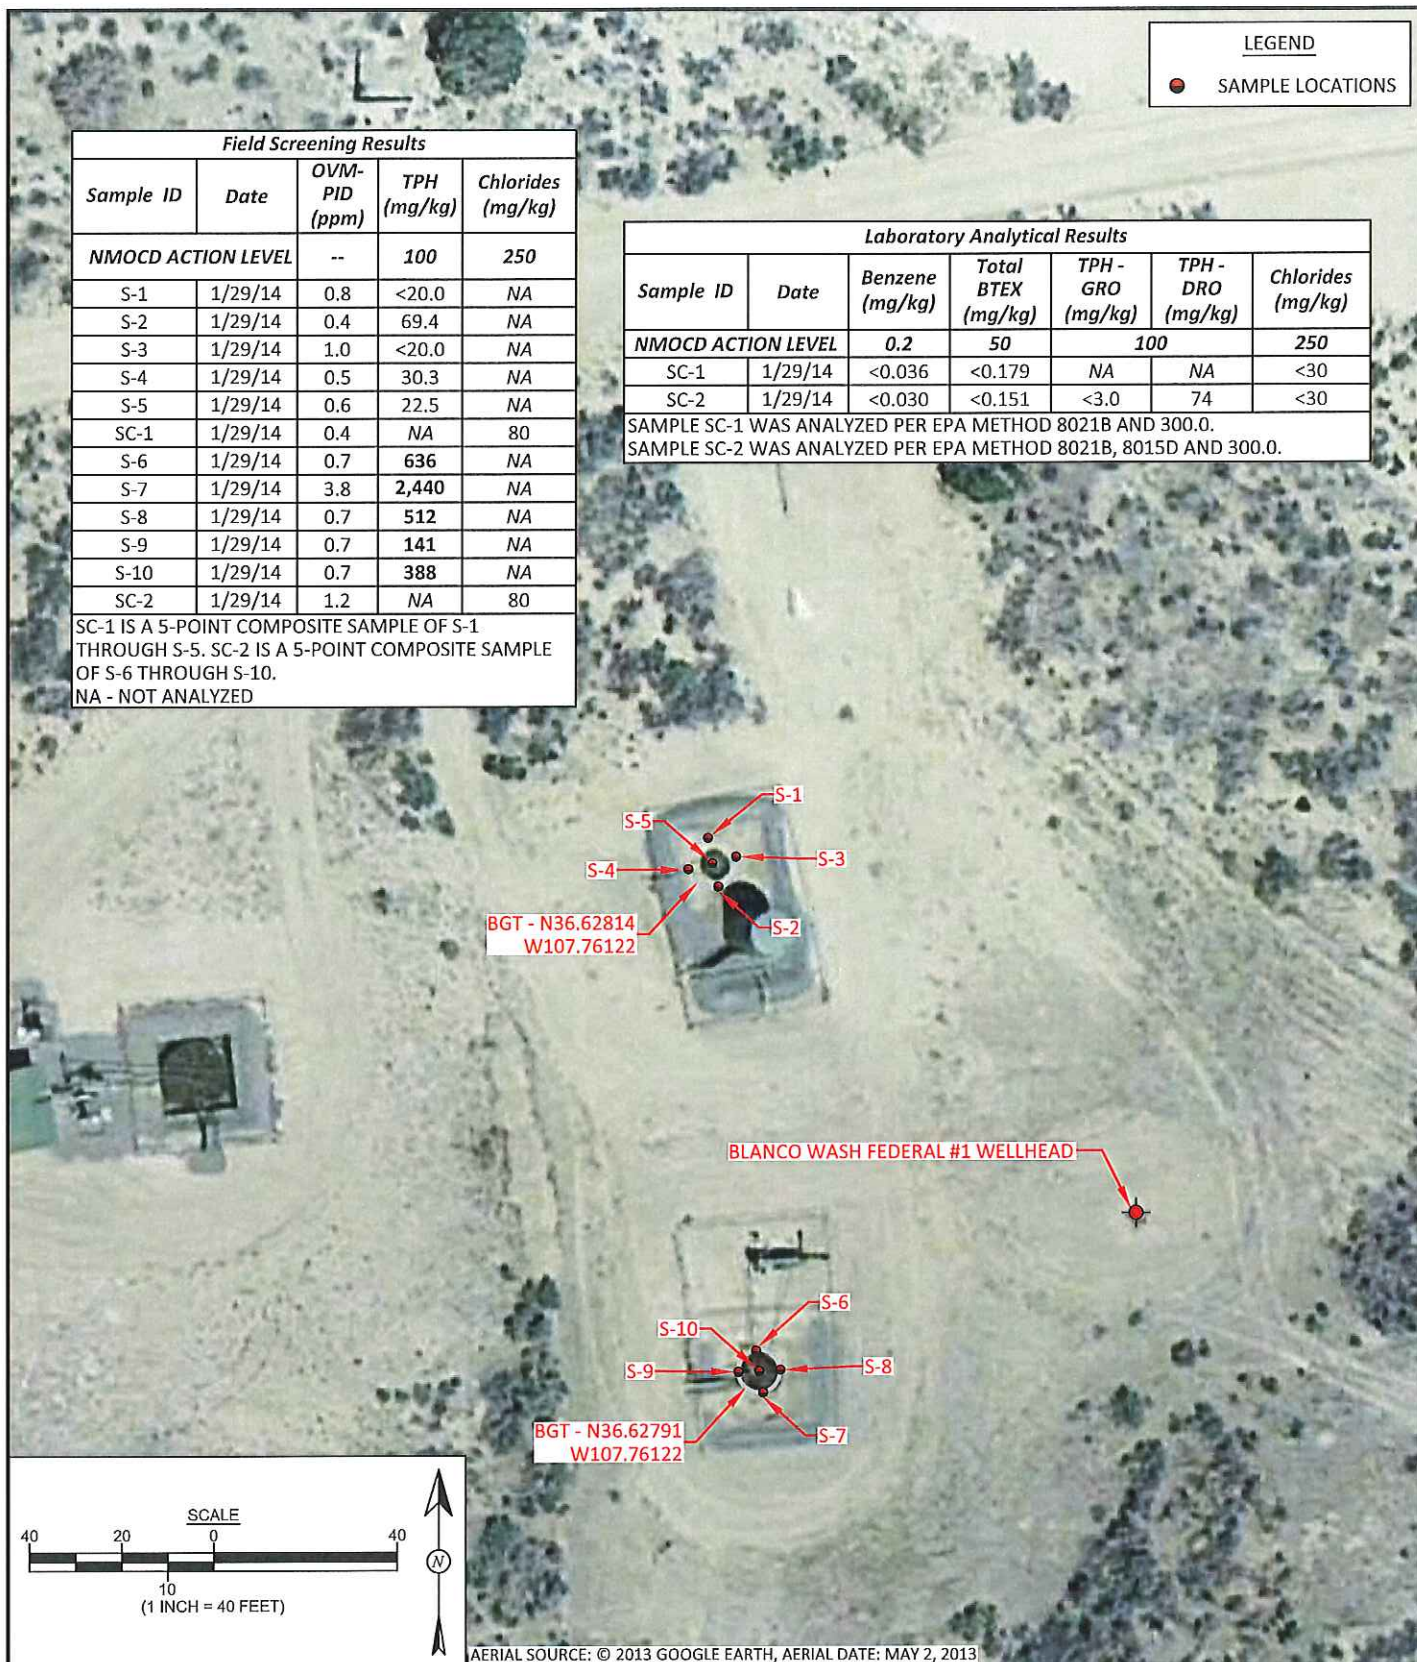 LEGEND
SAMPLE LOCATIONS
Field Screening Results
Sample ID Date OVM-PID (ppm) TPH (mg/kg) Chlorides (mg/kg)
NMOCD ACTION LEVEL -- 100 250
S-1 1/29/14 0.8 <20.0 NA
S-2 1/29/14 0.4 69.4 NA
S-3 1/29/14 1.0 <20.0 NA
S-4 1/29/14 0.5 30.3 NA
S-5 1/29/14 0.6 22.5 NA
SC-1 1/29/14 0.4 NA 80
S-6 1/29/14 0.7 636 NA
S-7 1/29/14 3.8 2,440 NA
S-8 1/29/14 0.7 512 NA
S-9 1/29/14 0.7 141 NA
S-10 1/29/14 0.7 388 NA
SC-2 1/29/14 1.2 NA 80
SC-1 IS A 5-POINT COMPOSITE SAMPLE OF S-1
THROUGH S-5. SC-2 IS A 5-POINT COMPOSITE SAMPLE
OF S-6 THROUGH S-10.
NA - NOT ANALYZED
Laboratory Analytical Results
Sample ID Date Benzene (mg/kg) Total BTEX (mg/kg) TPH - GRO (mg/kg) TPH - DRO (mg/kg) Chlorides (mg/kg)
NMOCD ACTION LEVEL 0.2 50 100 250
SC-1 1/29/14 <0.036 <0.179 NA NA <30
SC-2 1/29/14 <0.030 <0.151 <3.0 74 <30
SAMPLE SC-1 WAS ANALYZED PER EPA METHOD 8021B AND 300.0.
SAMPLE SC-2 WAS ANALYZED PER EPA METHOD 8021B, 8015D AND 300.0.
S-1
S-5
S-3
S-4
S-2
BGT - N36.62814
W107.76122
BLANCO WASH FEDERAL #1 WELLHEAD
S-6
S-10
S-9
S-8
S-7
BGT - N36.62791
W107.76122
SCALE
40 20 0 40
10
(1 INCH = 40 FEET)
N
AERIAL SOURCE: © 2013 GOOGLE EARTH, AERIAL DATE: MAY 2, 2013